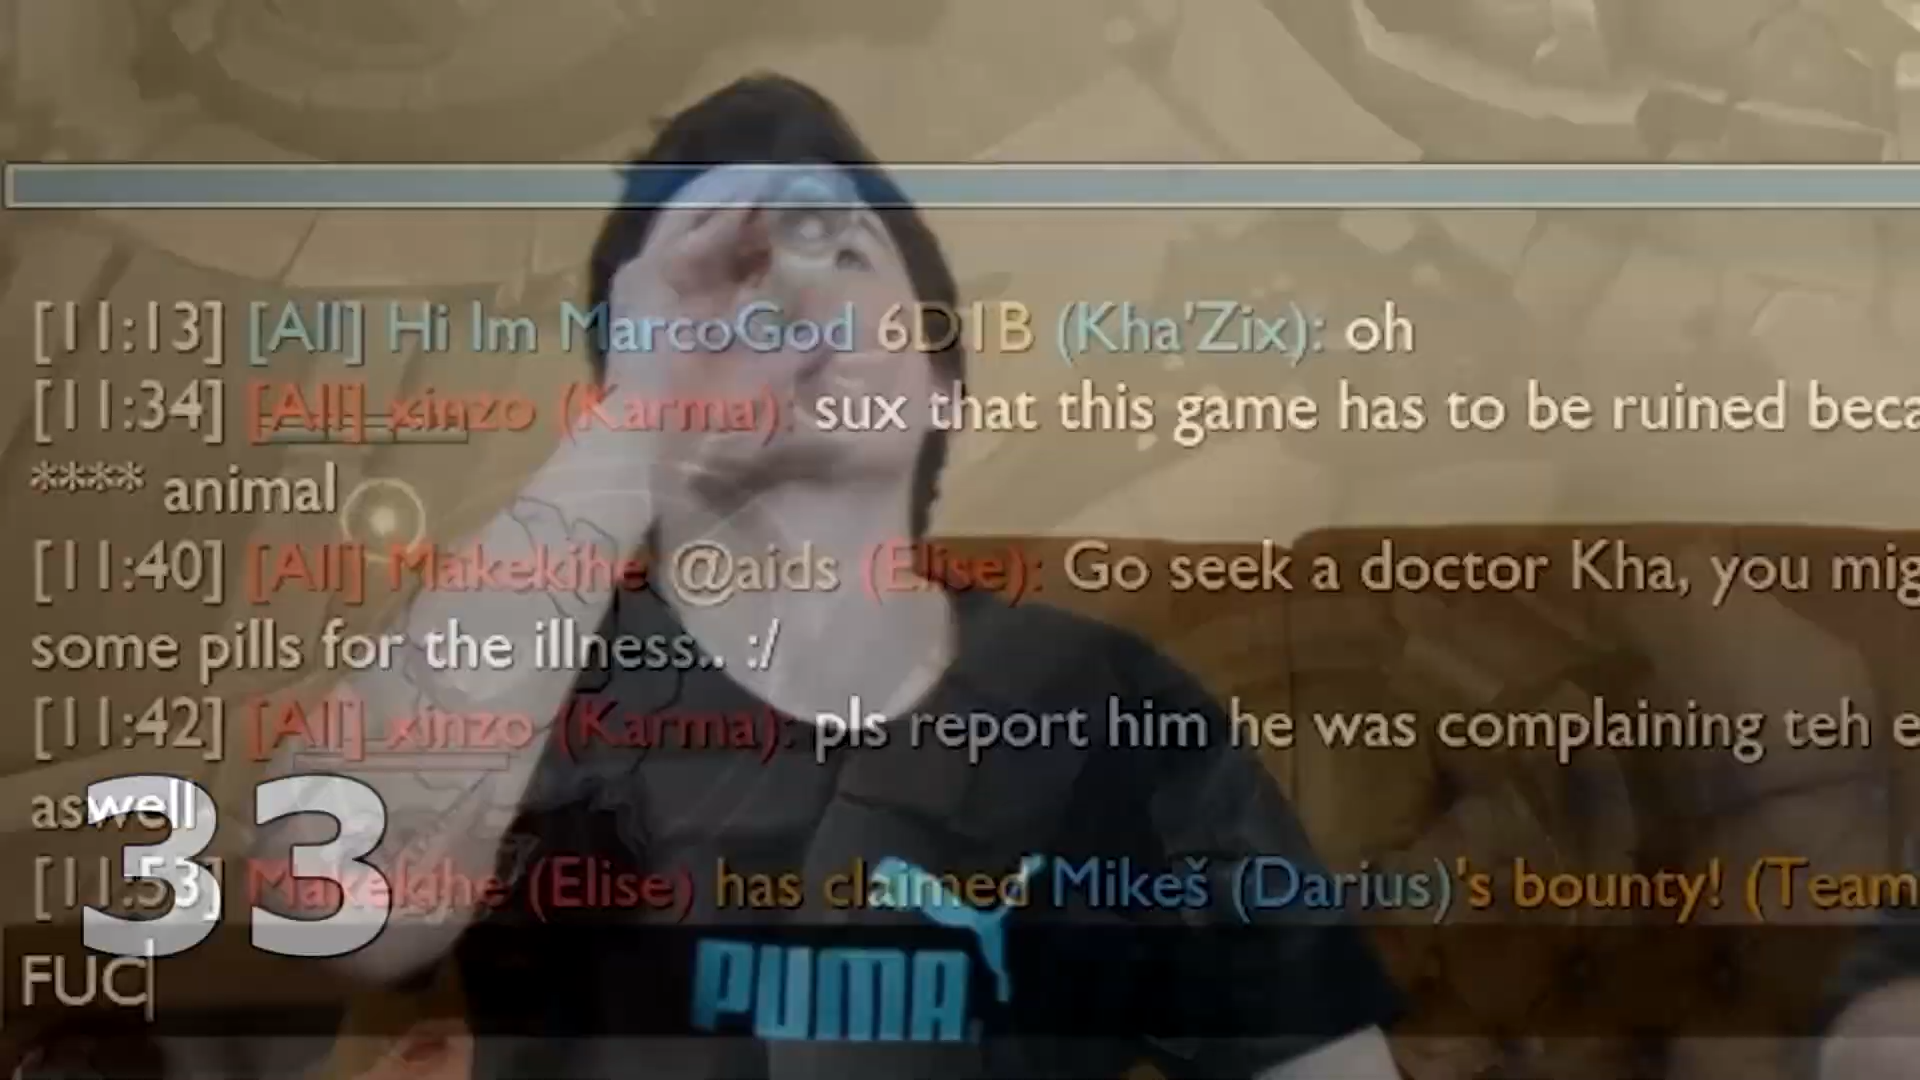 [11:13] [All] Hi Im MarcoGod 6D1B (Kha'Zix): oh
[11:34] [All] xinzo (Karma): sux that this game has to be ruined beca
**** animal
[11:40] [All] Makekihe @aids (Elise): Go seek a doctor Kha, you mig
some pills for the illness.. :/
[11:42] [All] xinzo (Karma): pls report him he was complaining teh e
aswell
[11:53] Makekihe (Elise) has claimed Mikeš (Darius)'s bounty! (Team
33
FUC
PUMA